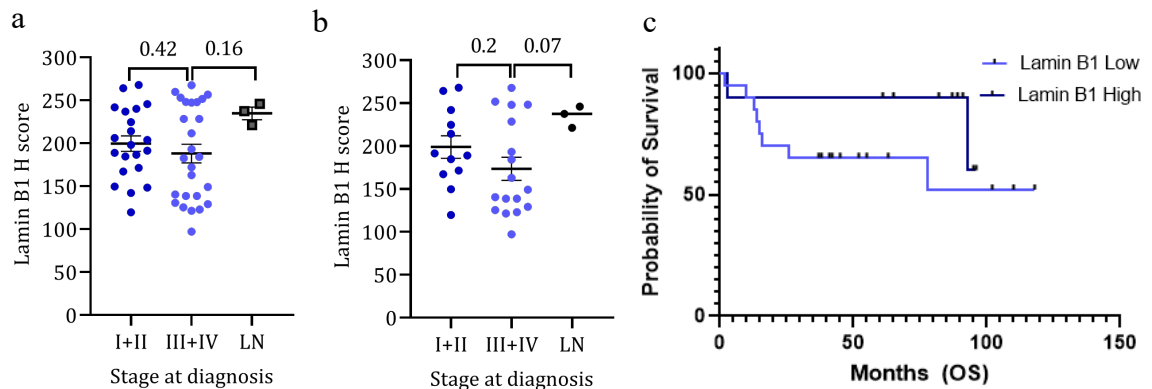 a
0.42 0.16
300
250
200
150
100
50
0
Lamin B1 H score
I+II III+IV LN
Stage at diagnosis
b
0.2 0.07
300
250
200
150
100
50
0
Lamin B1 H score
I+II III+IV LN
Stage at diagnosis
c
Lamin B1 Low
Lamin B1 High
100
50
0
Probability of Survival
0 50 100 150
Months (OS)